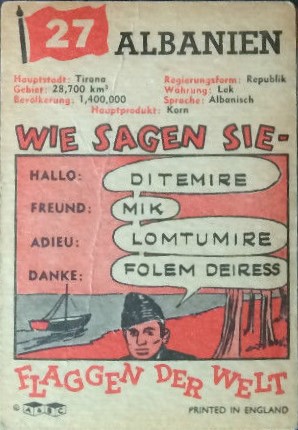 27 ALBANIEN
Hauptstadt: Tirana
Regierungsform: Republik
Gebiet: 28,700 km²
Währung: Lek
Bevölkerung: 1,400,000
Sprache: Albanisch
Hauptprodukt: Korn
WIE SAGEN SIE-
HALLO: DITEMIRE
FREUND: MIK
ADIEU: LOMTUMIRE
DANKE: FOLEM DEIRESS
FLAGGEN DER WELT
© A&BC PRINTED IN ENGLAND